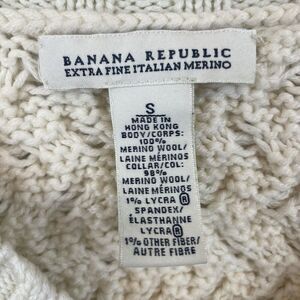 BANANA REPUBLIC
EXTRA FINE ITALIAN MERINO
S
MADE IN
HONG KONG
BODY/CORPS:
100%
MERINO WOOL/
LAINE MÉRINOS
COLLAR/COL:
98%
MERINO WOOL/
LAINE MÉRINOS
1% LYCRA ®
SPANDEX/
ÉLASTHANNE
LYCRA ®
1% OTHER FIBER/
AUTRE FIBRE